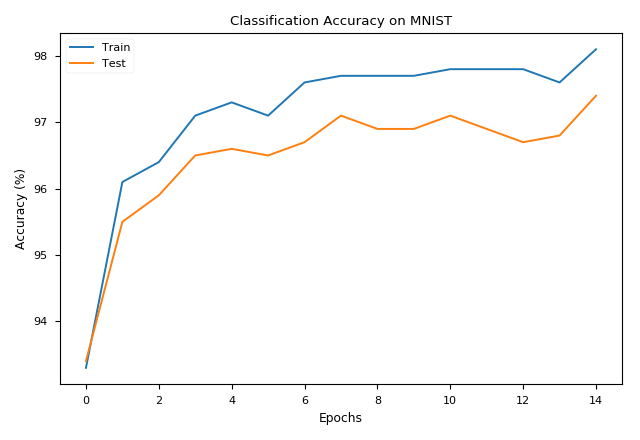 Classification Accuracy on MNIST
Train
Test
98
97
96
95
94
Accuracy (%)
0 2 4 6 8 10 12 14
Epochs